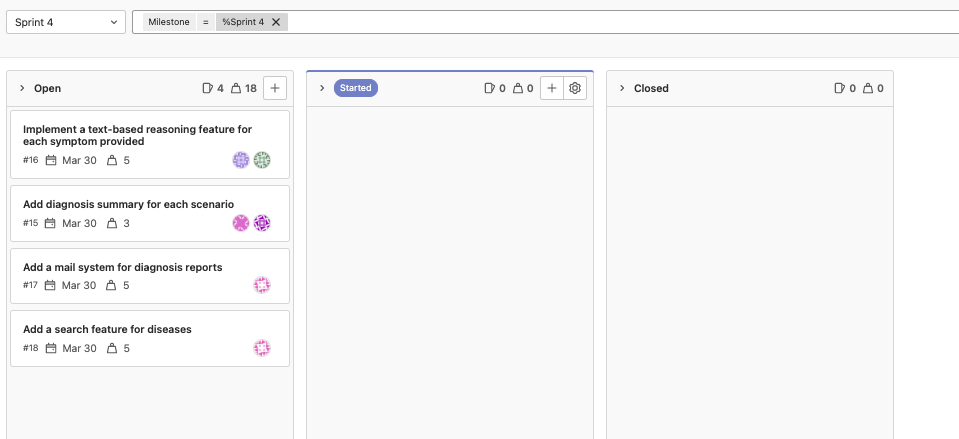 Sprint 4
Milestone = %Sprint 4
Open 4 18
Started 0 0
Closed 0 0
Implement a text-based reasoning feature for
each symptom provided
#16 Mar 30 5
Add diagnosis summary for each scenario
#15 Mar 30 3
Add a mail system for diagnosis reports
#17 Mar 30 5
Add a search feature for diseases
#18 Mar 30 5